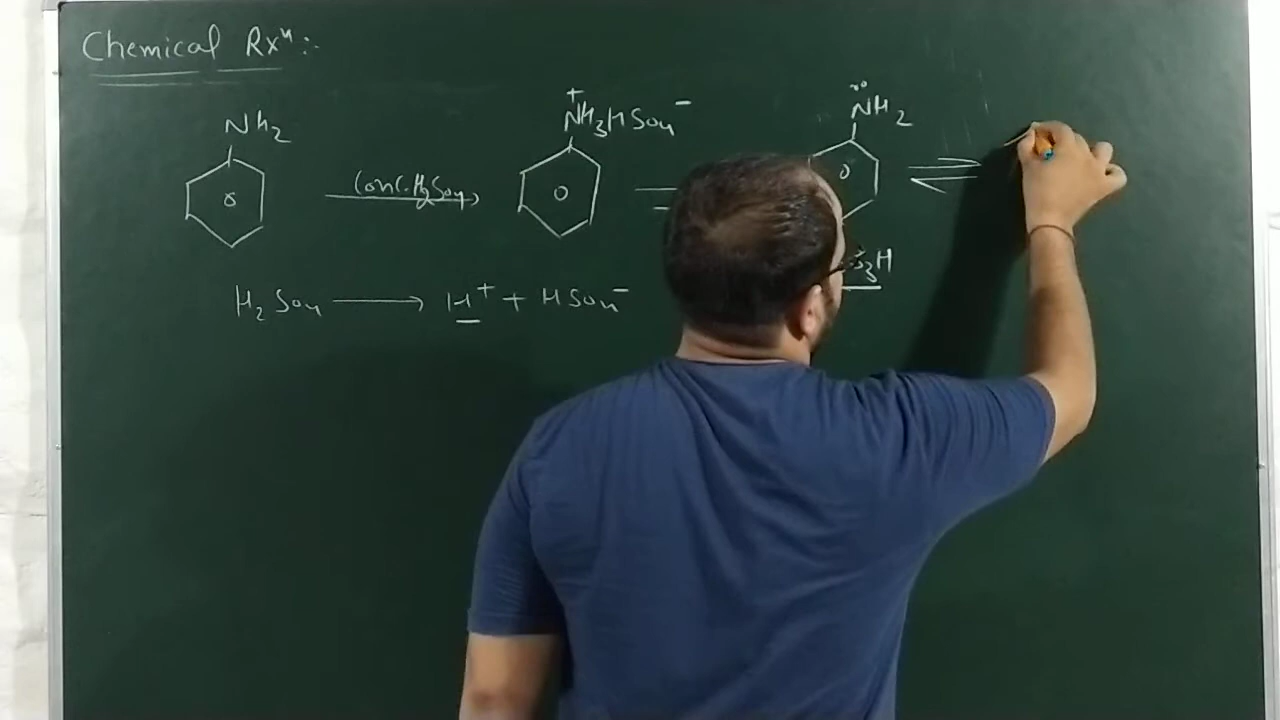 Chemical Rxⁿ :-
NH₂
Conc. H₂SO₄
⁺NH₃HSO₄⁻
NH₂
SO₃H
H₂SO₄ ⟶ H⁺ + HSO₄⁻